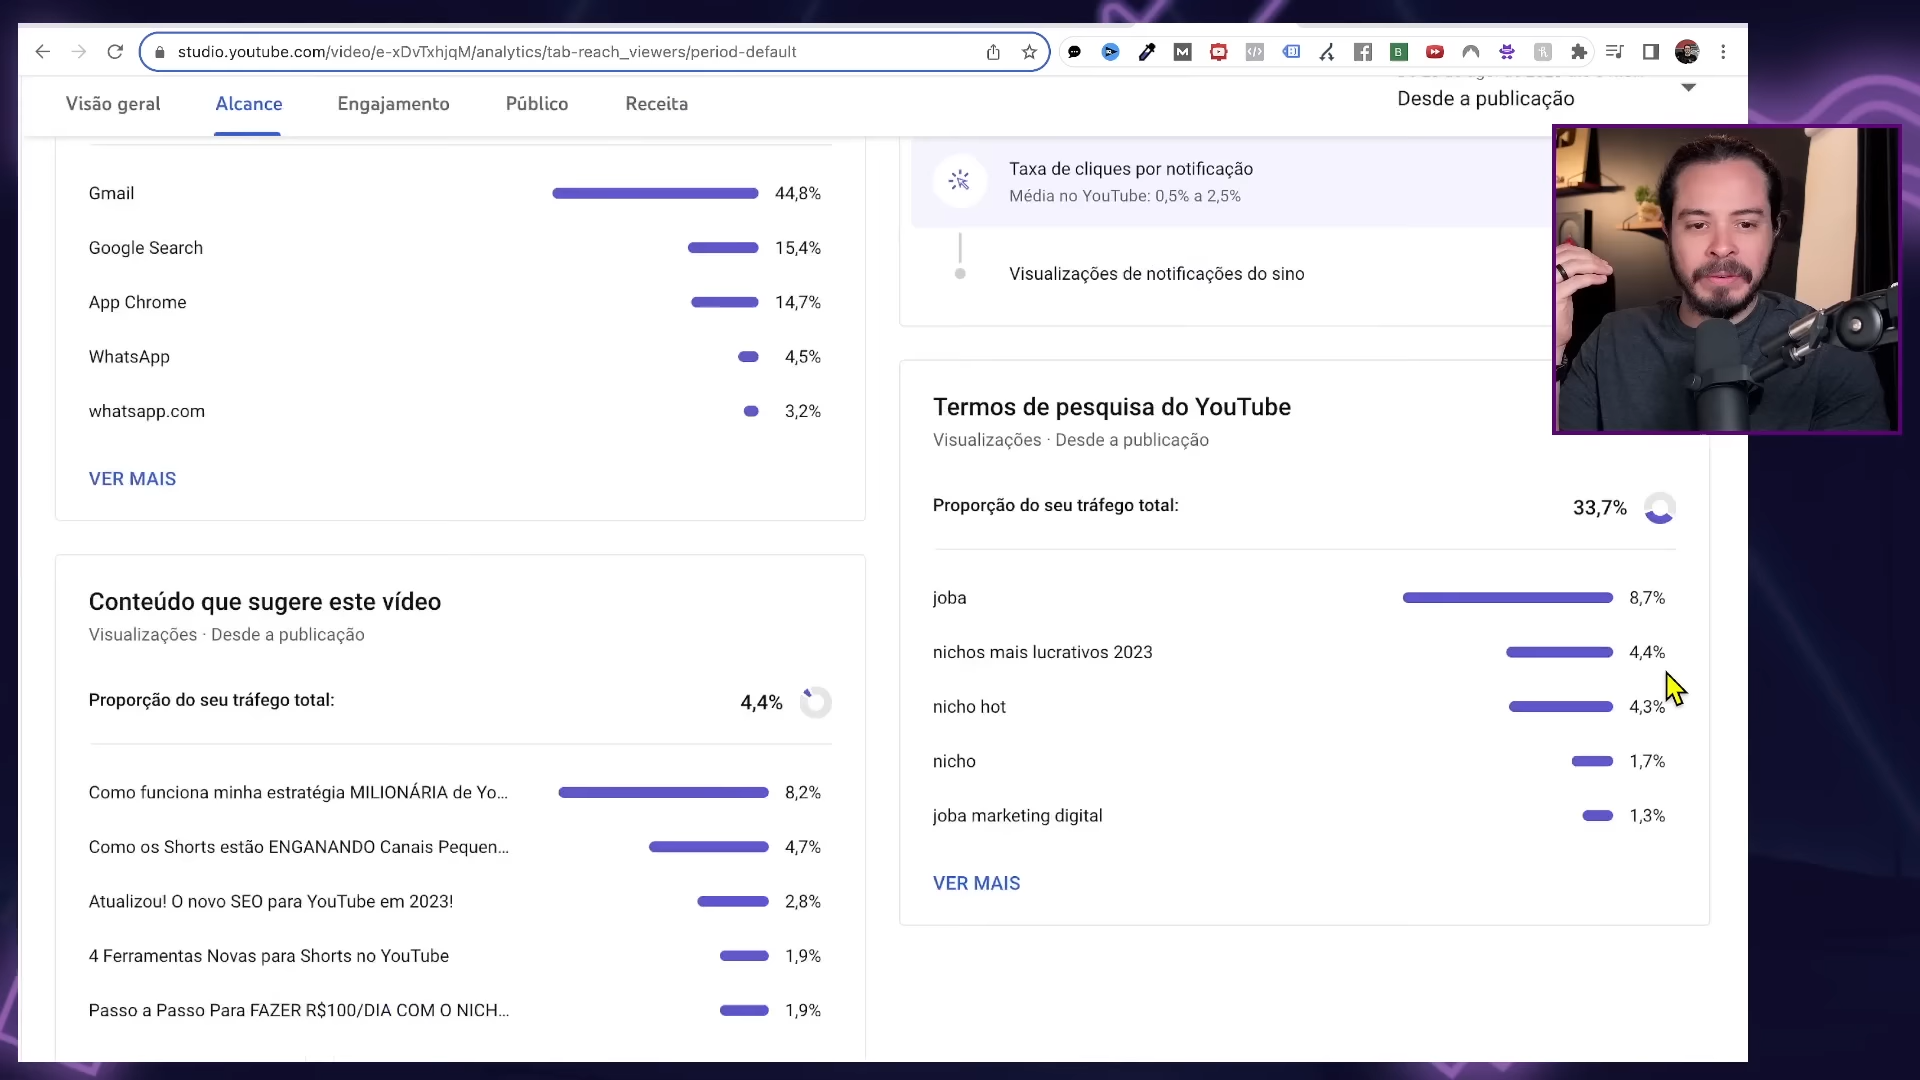 studio.youtube.com/video/e-xDvTxhjqM/analytics/tab-reach_viewers/period-default
Visão geral
Alcance
Engajamento
Público
Receita
Desde a publicação
Gmail
44,8%
Google Search
15,4%
App Chrome
14,7%
WhatsApp
4,5%
whatsapp.com
3,2%
VER MAIS
Conteúdo que sugere este vídeo
Visualizações · Desde a publicação
Proporção do seu tráfego total:
4,4%
Como funciona minha estratégia MILIONÁRIA de Yo...
8,2%
Como os Shorts estão ENGANANDO Canais Pequen...
4,7%
Atualizou! O novo SEO para YouTube em 2023!
2,8%
4 Ferramentas Novas para Shorts no YouTube
1,9%
Passo a Passo Para FAZER R$100/DIA COM O NICH...
1,9%
Taxa de cliques por notificação
Média no YouTube: 0,5% a 2,5%
Visualizações de notificações do sino
Termos de pesquisa do YouTube
Visualizações · Desde a publicação
Proporção do seu tráfego total:
33,7%
joba
8,7%
nichos mais lucrativos 2023
4,4%
nicho hot
4,3%
nicho
1,7%
joba marketing digital
1,3%
VER MAIS